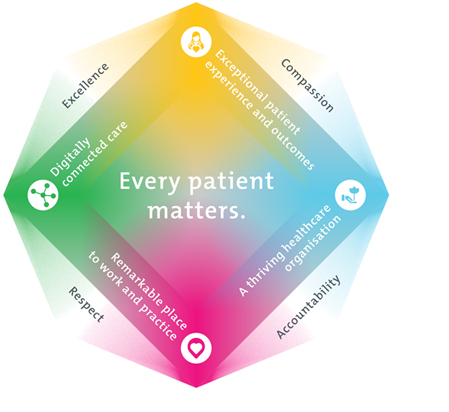 Excellence
Compassion
Exceptional patient
experience and outcomes
Digitally
connected care
Every patient
matters.
A thriving healthcare
organisation
Remarkable place
to work and practice
Respect
Accountability